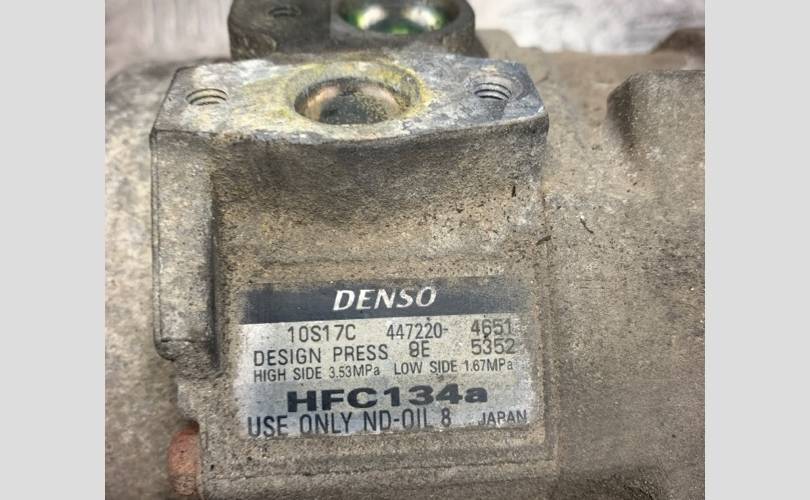 DENSO
10S17C 447220- 4651
DESIGN PRESS 9E 5352
HIGH SIDE 3.53MPa LOW SIDE 1.67MPa
HFC134a
USE ONLY ND-OIL 8 JAPAN